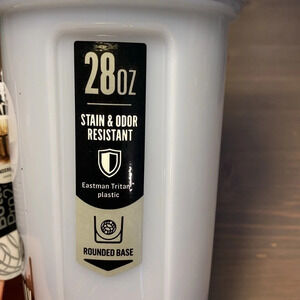 28OZ
STAIN & ODOR
RESISTANT
Eastman Tritan
plastic
ROUNDED BASE